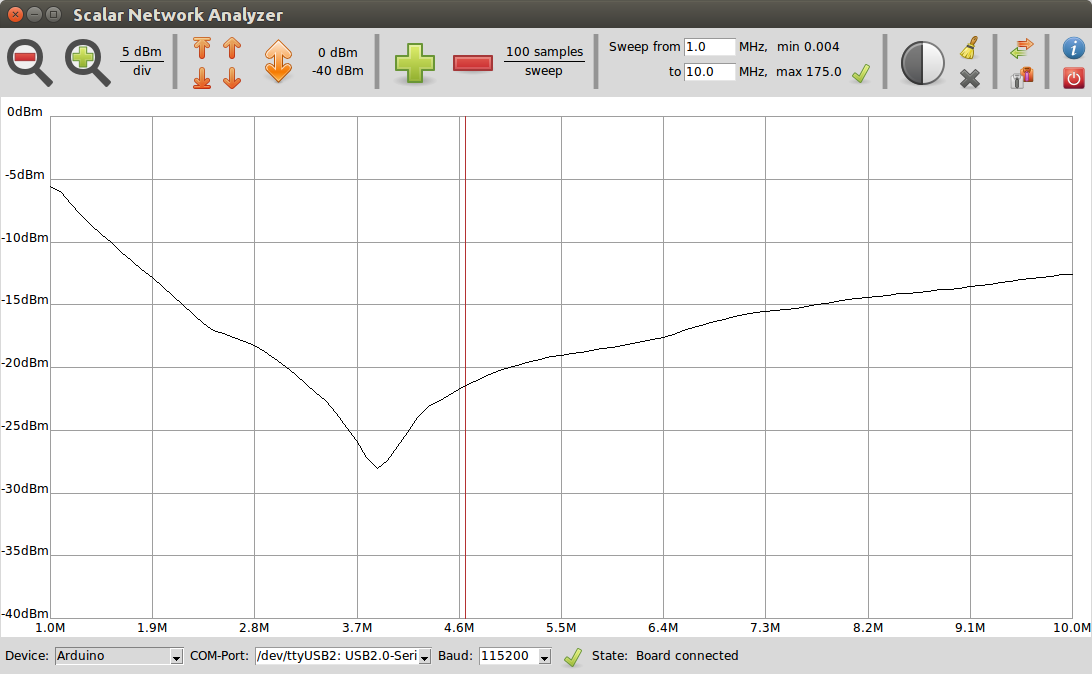 Scalar Network Analyzer
5 dBm
div
0 dBm
-40 dBm
100 samples
sweep
Sweep from 1.0 MHz, min 0.004
to 10.0 MHz, max 175.0
0dBm
-5dBm
-10dBm
-15dBm
-20dBm
-25dBm
-30dBm
-35dBm
-40dBm
1.0M 1.9M 2.8M 3.7M 4.6M 5.5M 6.4M 7.3M 8.2M 9.1M 10.0M
Device: Arduino COM-Port: /dev/ttyUSB2: USB2.0-Seri Baud: 115200 State: Board connected